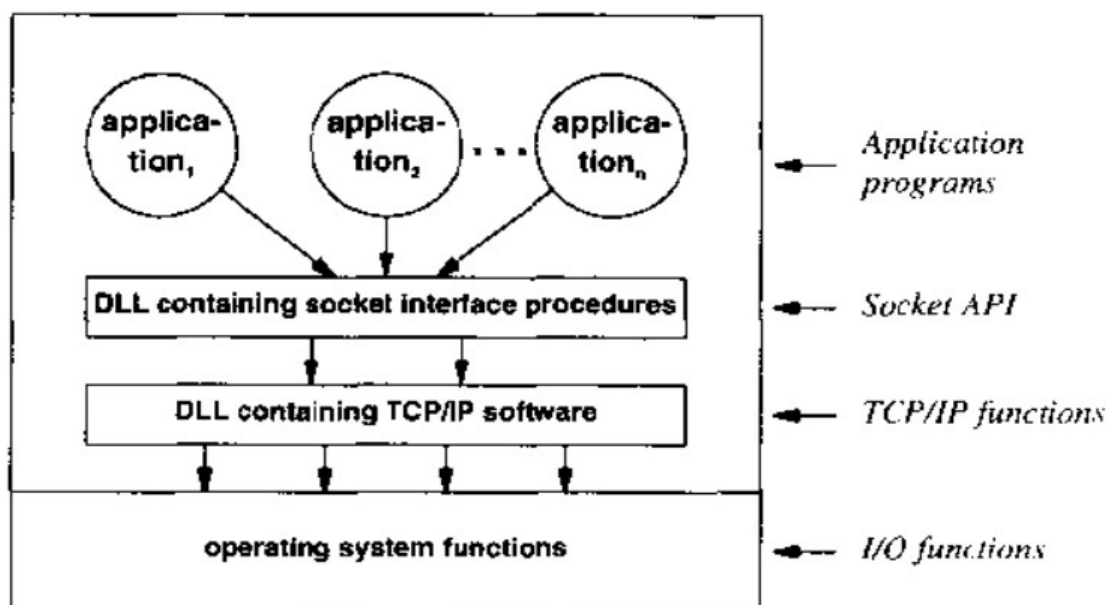 applica-
tion₁
applica-
tion₂
. . .
applica-
tionₙ
Application
programs
DLL containing socket interface procedures
Socket API
DLL containing TCP/IP software
TCP/IP functions
operating system functions
I/O functions